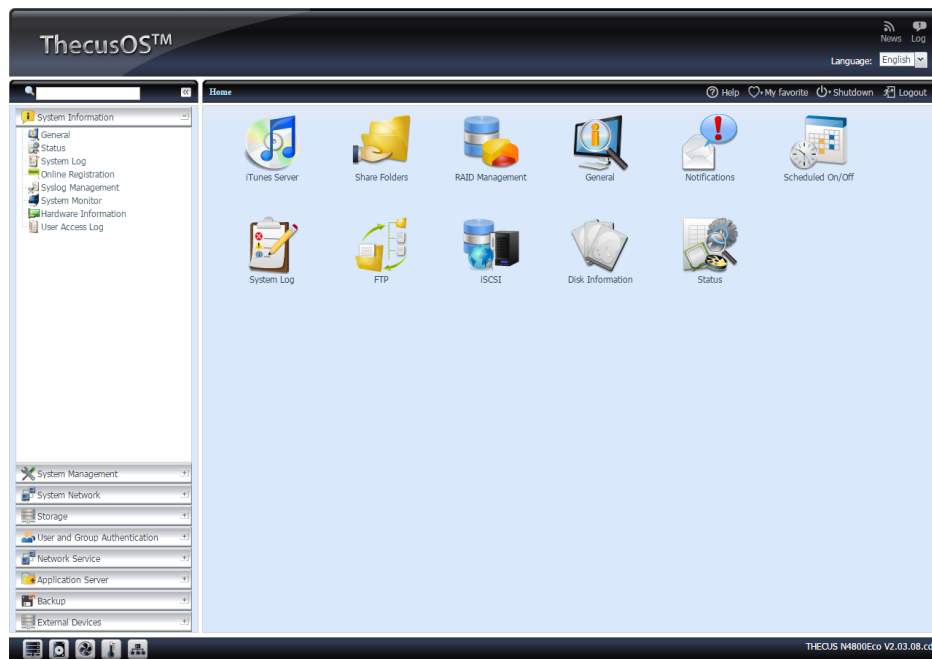 ThecusOS™
News Log
Language: English
Home
Help My favorite Shutdown Logout
System Information
General
Status
System Log
Online Registration
Syslog Management
System Monitor
Hardware Information
User Access Log
System Management
System Network
Storage
User and Group Authentication
Network Service
Application Server
Backup
External Devices
iTunes Server Share Folders RAID Management General Notifications Scheduled On/Off
System Log FTP iSCSI Disk Information Status
THECUS N4800Eco V2.03.08.cd